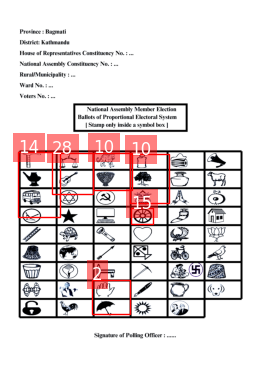 Province : Bagmati
District: Kathmandu
House of Representatives Constituency No. : ...
National Assembly Constituency No. : ...
Rural/Municipality : ...
Ward No. : ...
Voters No. : ...
National Assembly Member Election
Ballots of Proportional Electoral System
[ Stamp only inside a symbol box ]
14 28 10 10
15
2
Signature of Polling Officer : ......